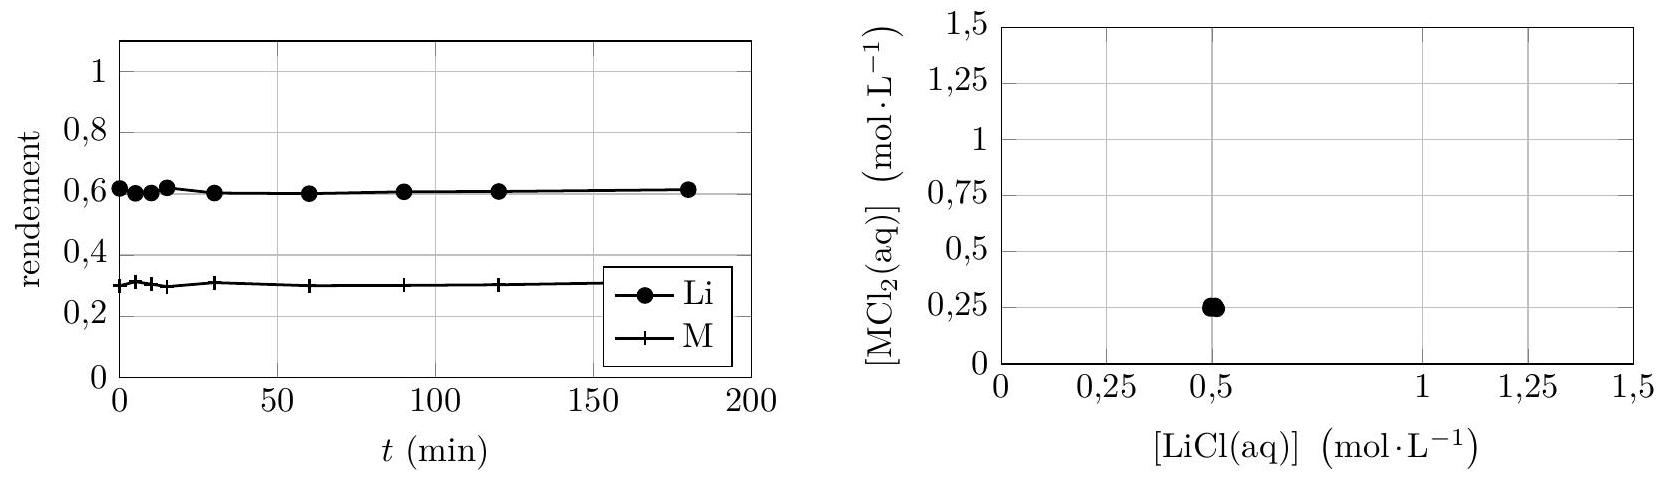 rendement
1
0,8
0,6
0,4
0,2
0
0 50 100 150 200
t (min)
Li
M
[MCl₂(aq)] (mol·L⁻¹)
1,5
1,25
1
0,75
0,5
0,25
0
0 0,25 0,5 1 1,25 1,5
[LiCl(aq)] (mol·L⁻¹)